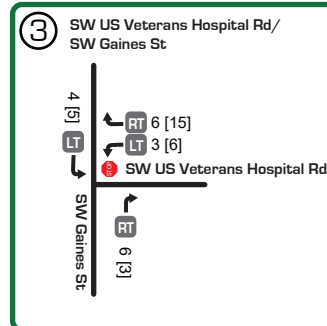 3 SW US Veterans Hospital Rd/
SW Gaines St
4 [5]
LT
RT 6 [15]
LT 3 [6]
STOP SW US Veterans Hospital Rd
SW Gaines St
RT
6 [3]